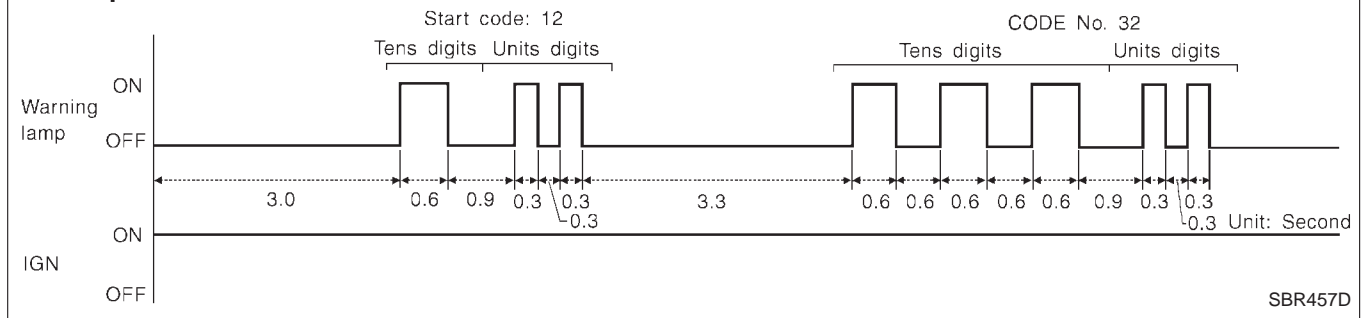 Start code: 12
CODE No. 32
Tens digits Units digits
Tens digits Units digits
ON
Warning
lamp
OFF
3.0 0.6 0.9 0.3 0.3 3.3 0.6 0.6 0.6 0.6 0.6 0.9 0.3 0.3
0.3
0.3 Unit: Second
ON
IGN
OFF
SBR457D